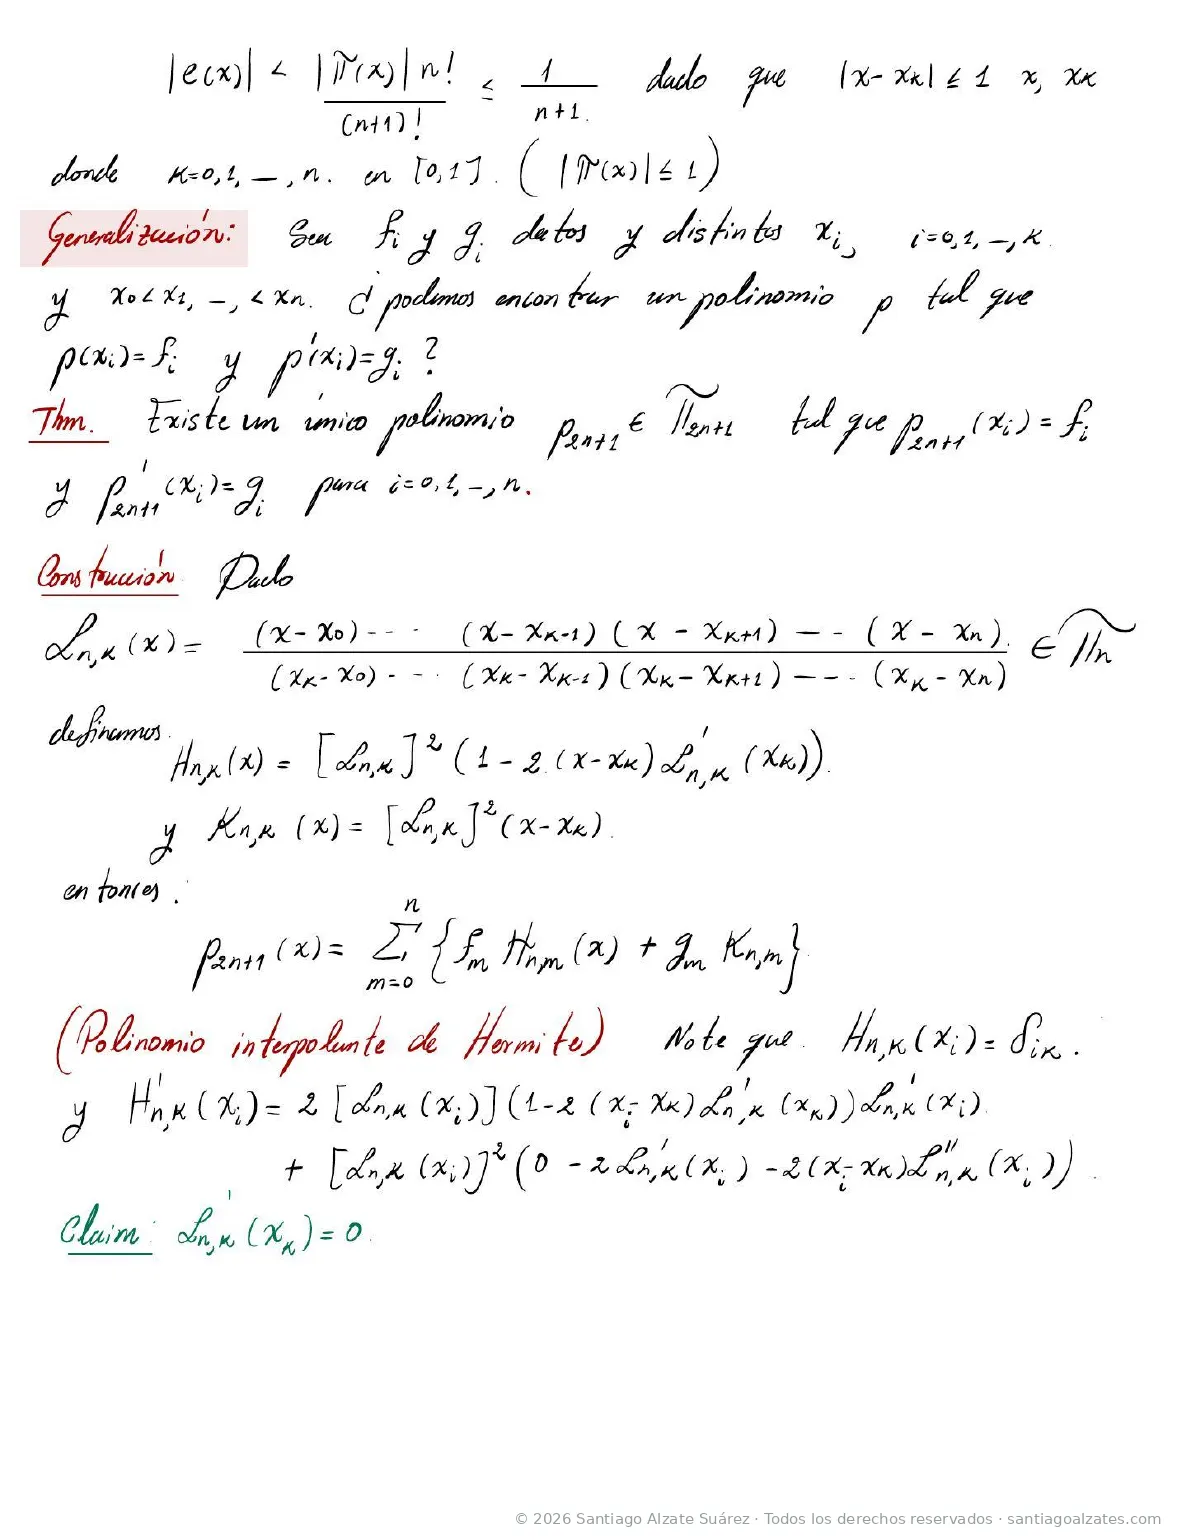 |e(x)| < |π(x)| n! / (n+1)! ≤ 1 / n+1. dado que |x - xₖ| ≤ 1 x, xₖ
donde k=0,1,—,n. en [0,1]. (|π(x)| ≤ 1)
Generalización: Sea fᵢ y gᵢ datos y distintos xᵢ, i=0,1,—,k.
y x₀<x₁, —, <xₙ. ¿podemos encontrar un polinomio p tal que
p(xᵢ)=fᵢ y p'(xᵢ)=gᵢ ?
Thm. Existe un único polinomio p₂ₙ₊₁ ∈ Π̃₂ₙ₊₁ tal que p₂ₙ₊₁(xᵢ) = fᵢ
y p'₂ₙ₊₁(xᵢ)= gᵢ para i=0,1,—,n.
Construcción Dado
ℒₙ,ₖ(x) = (x - x₀)--- (x - xₖ₋₁)(x - xₖ₊₁) --- (x - xₙ) / (xₖ - x₀)--- (xₖ - xₖ₋₁)(xₖ - xₖ₊₁) --- (xₖ - xₙ) ∈ Π̃ₙ
definamos.
Hₙ,ₖ(x) = [ℒₙ,ₖ]² (1 - 2(x-xₖ) ℒ'ₙ,ₖ(xₖ)).
y Kₙ,ₖ(x) = [ℒₙ,ₖ]² (x - xₖ).
entonces:
p₂ₙ₊₁(x) = Σₘ₌₀ⁿ {fₘ Hₙ,ₘ(x) + gₘ Kₙ,ₘ}.
(Polinomio interpolante de Hermite) Note que. Hₙ,ₖ(xᵢ) = δᵢₖ.
y H'ₙ,ₖ(xᵢ) = 2 [ℒₙ,ₖ(xᵢ)](1-2(xᵢ-xₖ)ℒ'ₙ,ₖ(xₖ))ℒ'ₙ,ₖ(xᵢ)
+ [ℒₙ,ₖ(xᵢ)]² (0 - 2ℒ'ₙ,ₖ(xᵢ) - 2(xᵢ-xₖ)ℒ''ₙ,ₖ(xᵢ)).
Claim: ℒ'ₙ,ₖ(xₖ) = 0.
© 2026 Santiago Alzate Suárez · Todos los derechos reservados · santiagoalzates.com